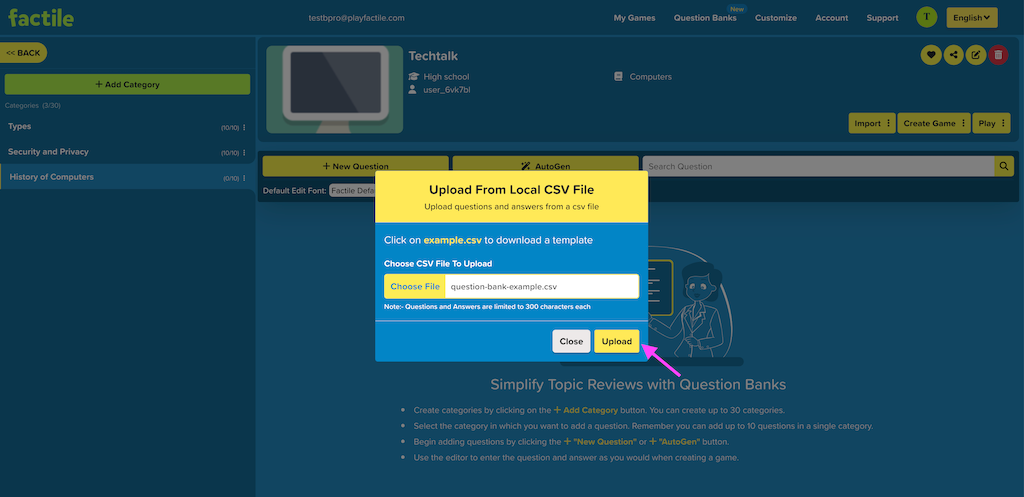 factile
testbpro@playfactile.com
My Games
Question Banks
New
Customize
Account
Support
T
English
<< BACK
+ Add Category
Categories (3/30)
Types
(10/10)
Security and Privacy
(10/10)
History of Computers
(0/10)
Techtalk
High school
Computers
user_6vk7bl
Import
Create Game
Play
+ New Question
AutoGen
Search Question
Default Edit Font:
Factile Defa
Upload From Local CSV File
Upload questions and answers from a csv file
Click on example.csv to download a template
Choose CSV File To Upload
Choose File
question-bank-example.csv
Note:- Questions and Answers are limited to 300 characters each
Close
Upload
Simplify Topic Reviews with Question Banks
• Create categories by clicking on the + Add Category button. You can create up to 30 categories.
• Select the category in which you want to add a question. Remember you can add up to 10 questions in a single category.
• Begin adding questions by clicking the + "New Question" or + "AutoGen" button.
• Use the editor to enter the question and answer as you would when creating a game.